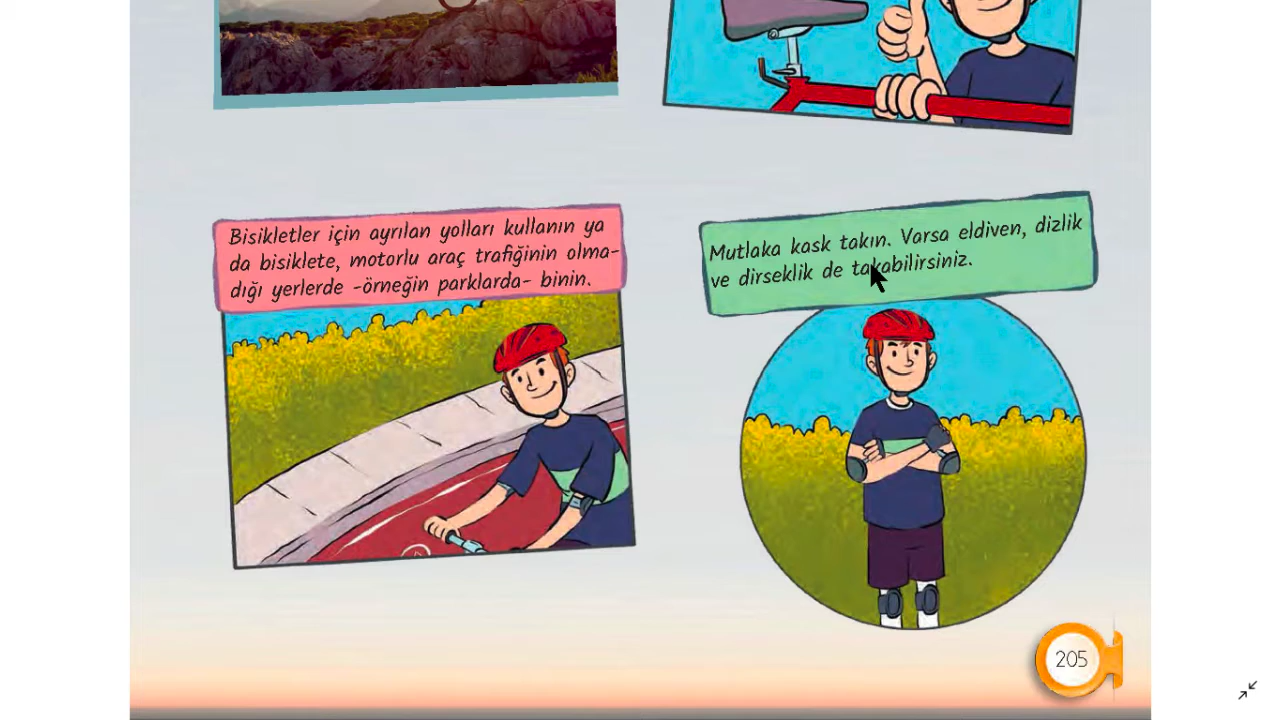 Bisikletler için ayrılan yolları kullanın ya
da bisiklete, motorlu araç trafiğinin olma-
dığı yerlerde -örneğin parklarda- binin.
Mutlaka kask takın. Varsa eldiven, dizlik
ve dirseklik de takabilirsiniz.
205